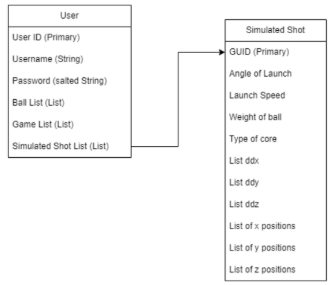 User
User ID (Primary)
Username (String)
Password (salted String)
Ball List (List)
Game List (List)
Simulated Shot List (List)
Simulated Shot
GUID (Primary)
Angle of Launch
Launch Speed
Weight of ball
Type of core
List ddx
List ddy
List ddz
List of x positions
List of y positions
List of z positions